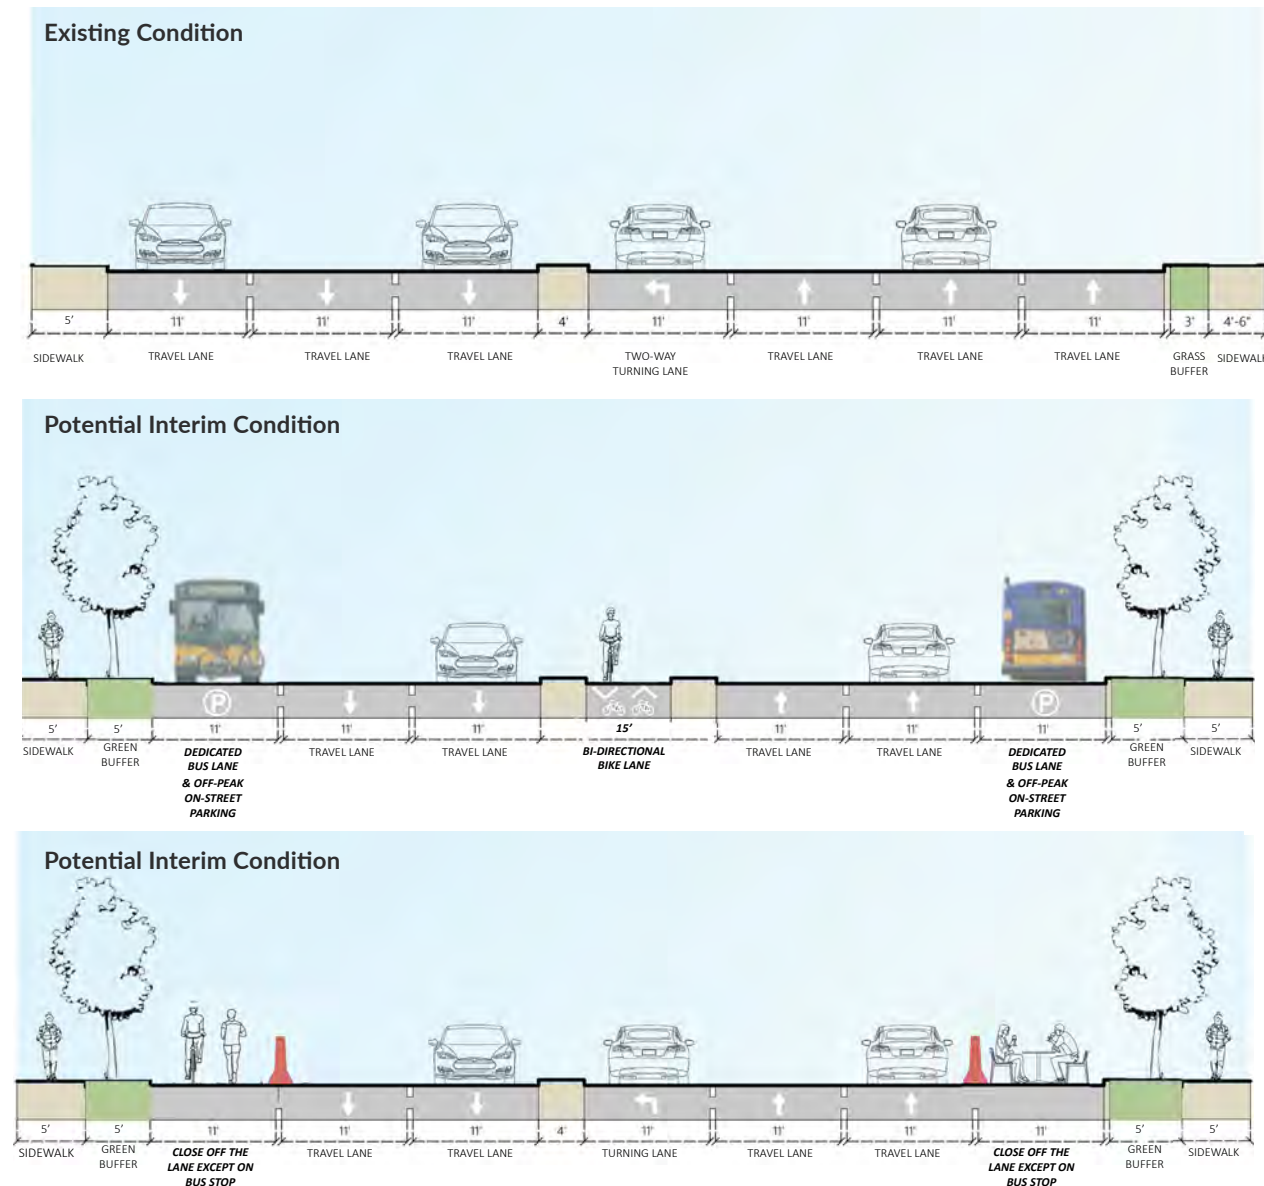 Existing Condition
5' 11' 11' 11' 4' 11' 11' 11' 11' 3' 4'-6"
SIDEWALK TRAVEL LANE TRAVEL LANE TRAVEL LANE TWO-WAY TRAVEL LANE TRAVEL LANE TRAVEL LANE GRASS SIDEWALK
TURNING LANE BUFFER
Potential Interim Condition
P P
5' 5' 11' 11' 11' 15' 11' 11' 11' 5' 5'
SIDEWALK GREEN DEDICATED TRAVEL LANE TRAVEL LANE BI-DIRECTIONAL TRAVEL LANE TRAVEL LANE DEDICATED GREEN SIDEWALK
BUFFER BUS LANE BIKE LANE BUS LANE BUFFER
& OFF-PEAK & OFF-PEAK
ON-STREET ON-STREET
PARKING PARKING
Potential Interim Condition
5' 5' 11' 11' 11' 4' 11' 11' 11' 11' 5' 5'
SIDEWALK GREEN CLOSE OFF THE TRAVEL LANE TRAVEL LANE TURNING LANE TRAVEL LANE TRAVEL LANE CLOSE OFF THE GREEN SIDEWALK
BUFFER LANE EXCEPT ON LANE EXCEPT ON BUFFER
BUS STOP BUS STOP